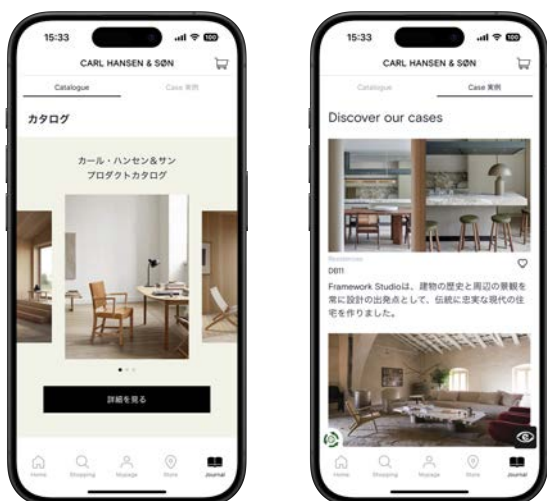 15:33
CARL HANSEN & SØN
Catalogue
Case 実例
カタログ
カール・ハンセン＆サン
プロダクトカタログ
詳細を見る
Home
Shopping
Mypage
Store
Journal
15:33
CARL HANSEN & SØN
Catalogue
Case 実例
Discover our cases
Residences
DB11
Framework Studioは、建物の歴史と周辺の景観を
常に設計の出発点として、伝統に忠実な現代の住
宅を作りました。
Home
Shopping
Mypage
Store
Journal